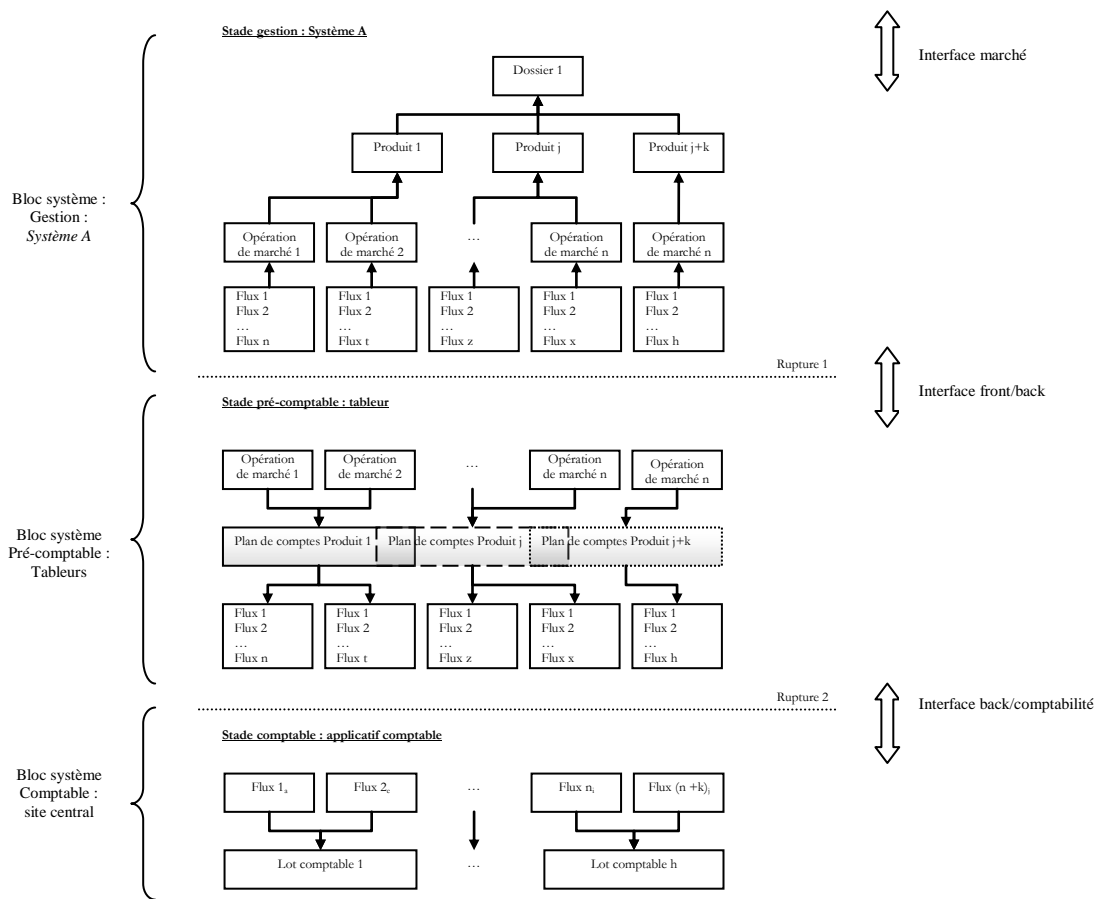 Stade gestion : Système A
Interface marché
Dossier 1
Produit 1
Produit j
Produit j+k
Bloc système :
Gestion :
Système A
Opération
de marché 1
Opération
de marché 2
…
Opération
de marché n
Opération
de marché n
Flux 1
Flux 2
…
Flux n
Flux 1
Flux 2
…
Flux t
Flux 1
Flux 2
…
Flux z
Flux 1
Flux 2
…
Flux x
Flux 1
Flux 2
…
Flux h
Rupture 1
Interface front/back
Stade pré-comptable : tableur
Opération
de marché 1
Opération
de marché 2
…
Opération
de marché n
Opération
de marché n
Bloc système
Pré-comptable :
Tableurs
Plan de comptes Produit 1
Plan de comptes Produit j
Plan de comptes Produit j+k
Flux 1
Flux 2
…
Flux n
Flux 1
Flux 2
…
Flux t
Flux 1
Flux 2
…
Flux z
Flux 1
Flux 2
…
Flux x
Flux 1
Flux 2
…
Flux h
Rupture 2
Interface back/comptabilité
Stade comptable : applicatif comptable
Bloc système
Comptable :
site central
Flux 1a
Flux 2c
…
Flux ni
Flux (n +k)j
Lot comptable 1
…
Lot comptable h